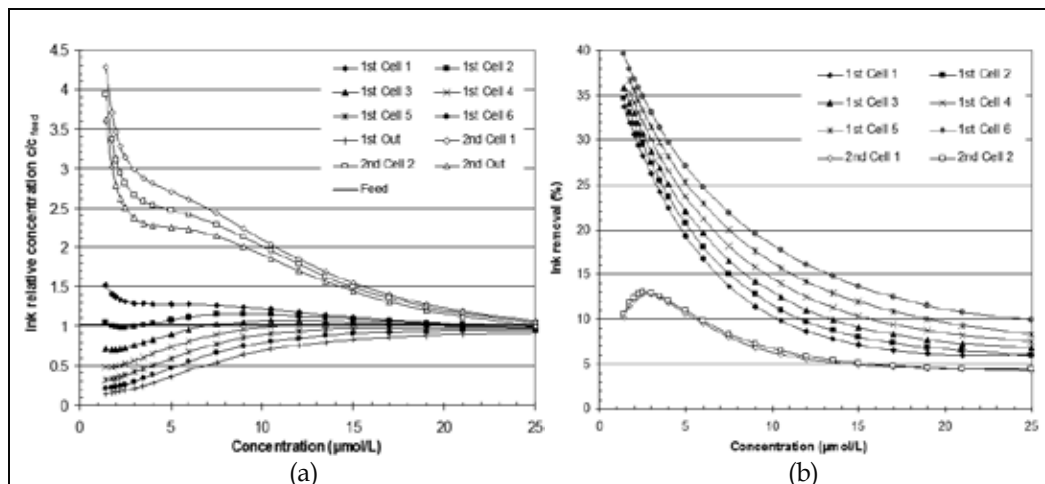 4.5
4
3.5
3
2.5
2
1.5
1
0.5
0
Ink relative concentration c/c feed
1st Cell 1
1st Cell 2
1st Cell 3
1st Cell 4
1st Cell 5
1st Cell 6
1st Out
2nd Cell 1
2nd Cell 2
2nd Out
Feed
0 5 10 15 20 25
Concentration (µmol/L)
(a)
40
35
30
25
20
15
10
5
0
Ink removal (%)
1st Cell 1
1st Cell 2
1st Cell 3
1st Cell 4
1st Cell 5
1st Cell 6
2nd Cell 1
2nd Cell 2
0 5 10 15 20 25
Concentration (µmol/L)
(b)